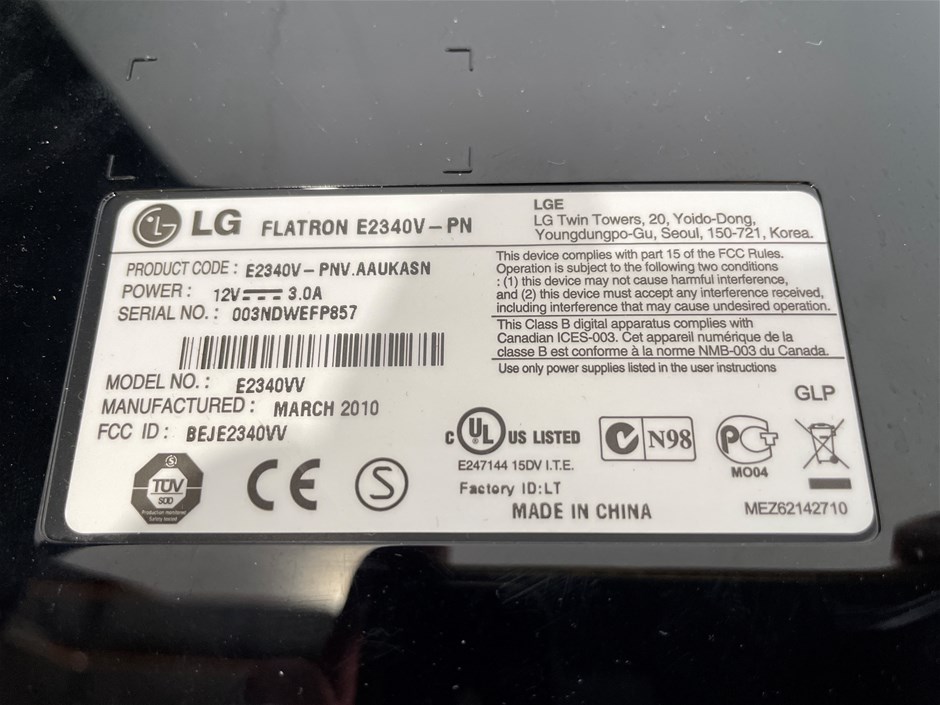 LG FLATRON E2340V-PN
LGE
LG Twin Towers, 20, Yoido-Dong,
Youngdungpo-Gu, Seoul, 150-721, Korea.
PRODUCT CODE : E2340V-PNV.AAUKASN
POWER : 12V 3.0A
SERIAL NO. : 003NDWEFP857
MODEL NO. : E2340VV
MANUFACTURED : MARCH 2010
FCC ID : BEJE2340VV
This device complies with part 15 of the FCC Rules.
Operation is subject to the following two conditions
: (1) this device may not cause harmful interference,
and (2) this device must accept any interference received,
including interference that may cause undesired operation.
This Class B digital apparatus complies with
Canadian ICES-003. Cet appareil numérique de la
classe B est conforme à la norme NMB-003 du Canada.
Use only power supplies listed in the user instructions
GLP
TÜV
SÜD
Production monitored
Safety tested
CE
S
C UL US LISTED
E247144 15DV I.T.E.
Factory ID:LT
MADE IN CHINA
N98
PCT
MO04
MEZ62142710